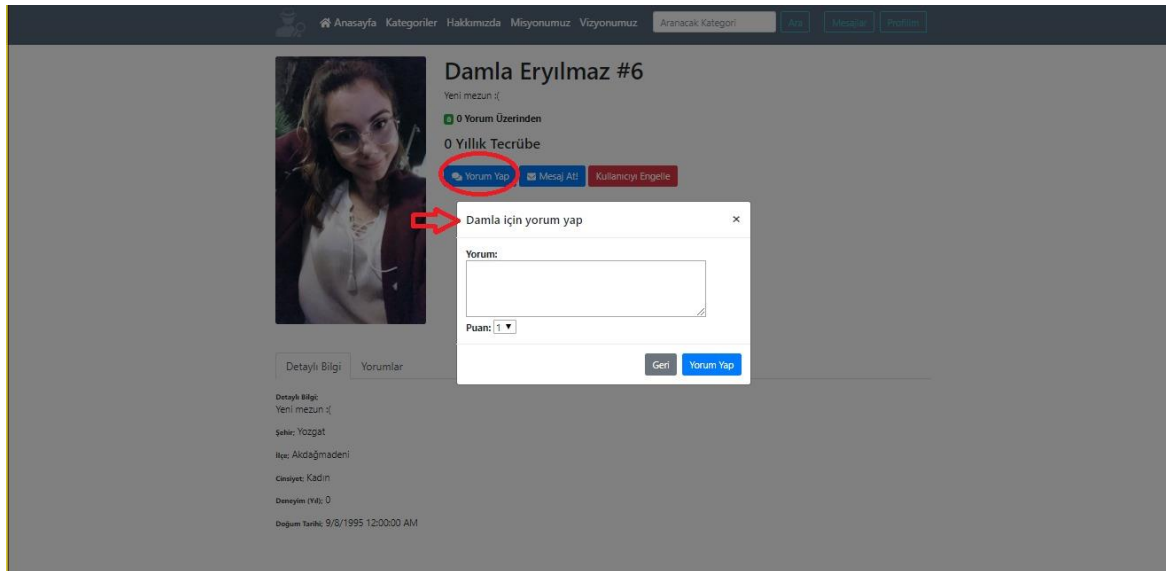 Anasayfa Kategoriler Hakkımızda Misyonumuz Vizyonumuz Aranacak Kategori Ara Mesajlar Profilim
Damla Eryılmaz #6
Yeni mezun :(
0 0 Yorum Üzerinden
0 Yıllık Tecrübe
Yorum Yap Mesaj At! Kullanıcıyı Engelle
Damla için yorum yap ×
Yorum:
Puan: 1
Geri Yorum Yap
Detaylı Bilgi Yorumlar
Detaylı Bilgi:
Yeni mezun :(
Şehir: Yozgat
İlçe: Akdağmadeni
Cinsiyet: Kadın
Deneyim (Yıl): 0
Doğum Tarihi: 9/8/1995 12:00:00 AM